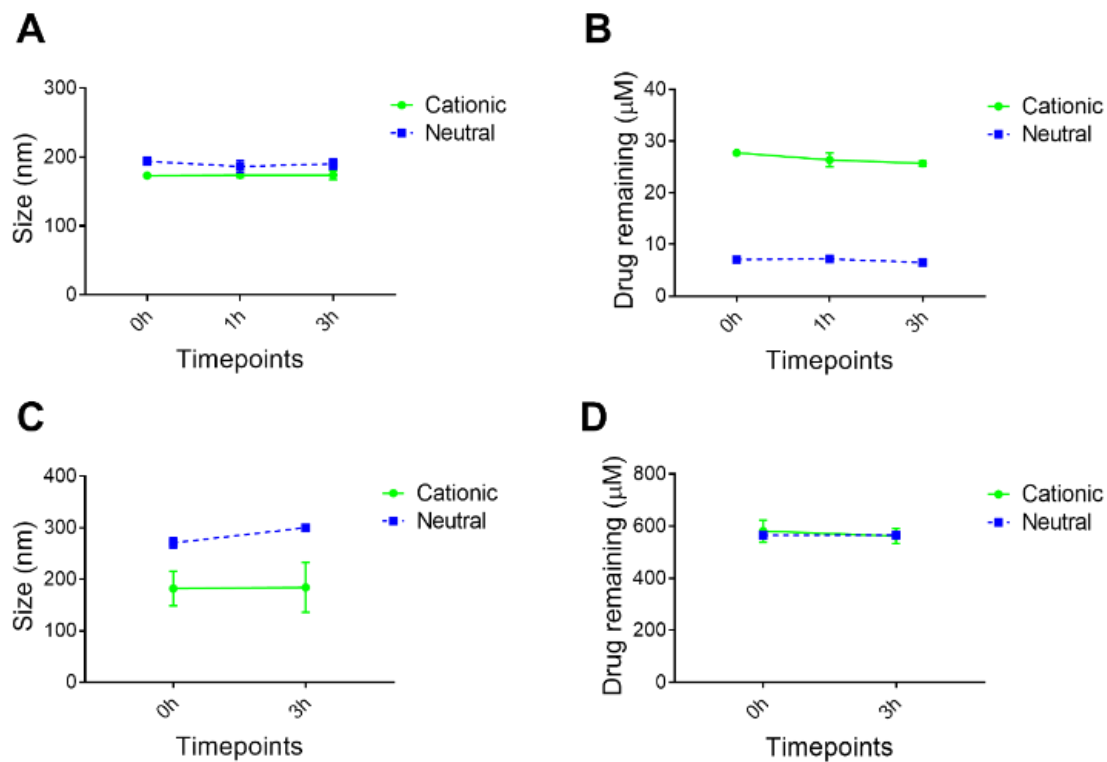 A
Size (nm)
300
200
100
0
0h
1h
3h
Timepoints
Cationic
Neutral
B
Drug remaining (μM)
40
30
20
10
0
0h
1h
3h
Timepoints
Cationic
Neutral
C
Size (nm)
400
300
200
100
0
0h
3h
Timepoints
Cationic
Neutral
D
Drug remaining (μM)
800
600
400
200
0
0h
3h
Timepoints
Cationic
Neutral